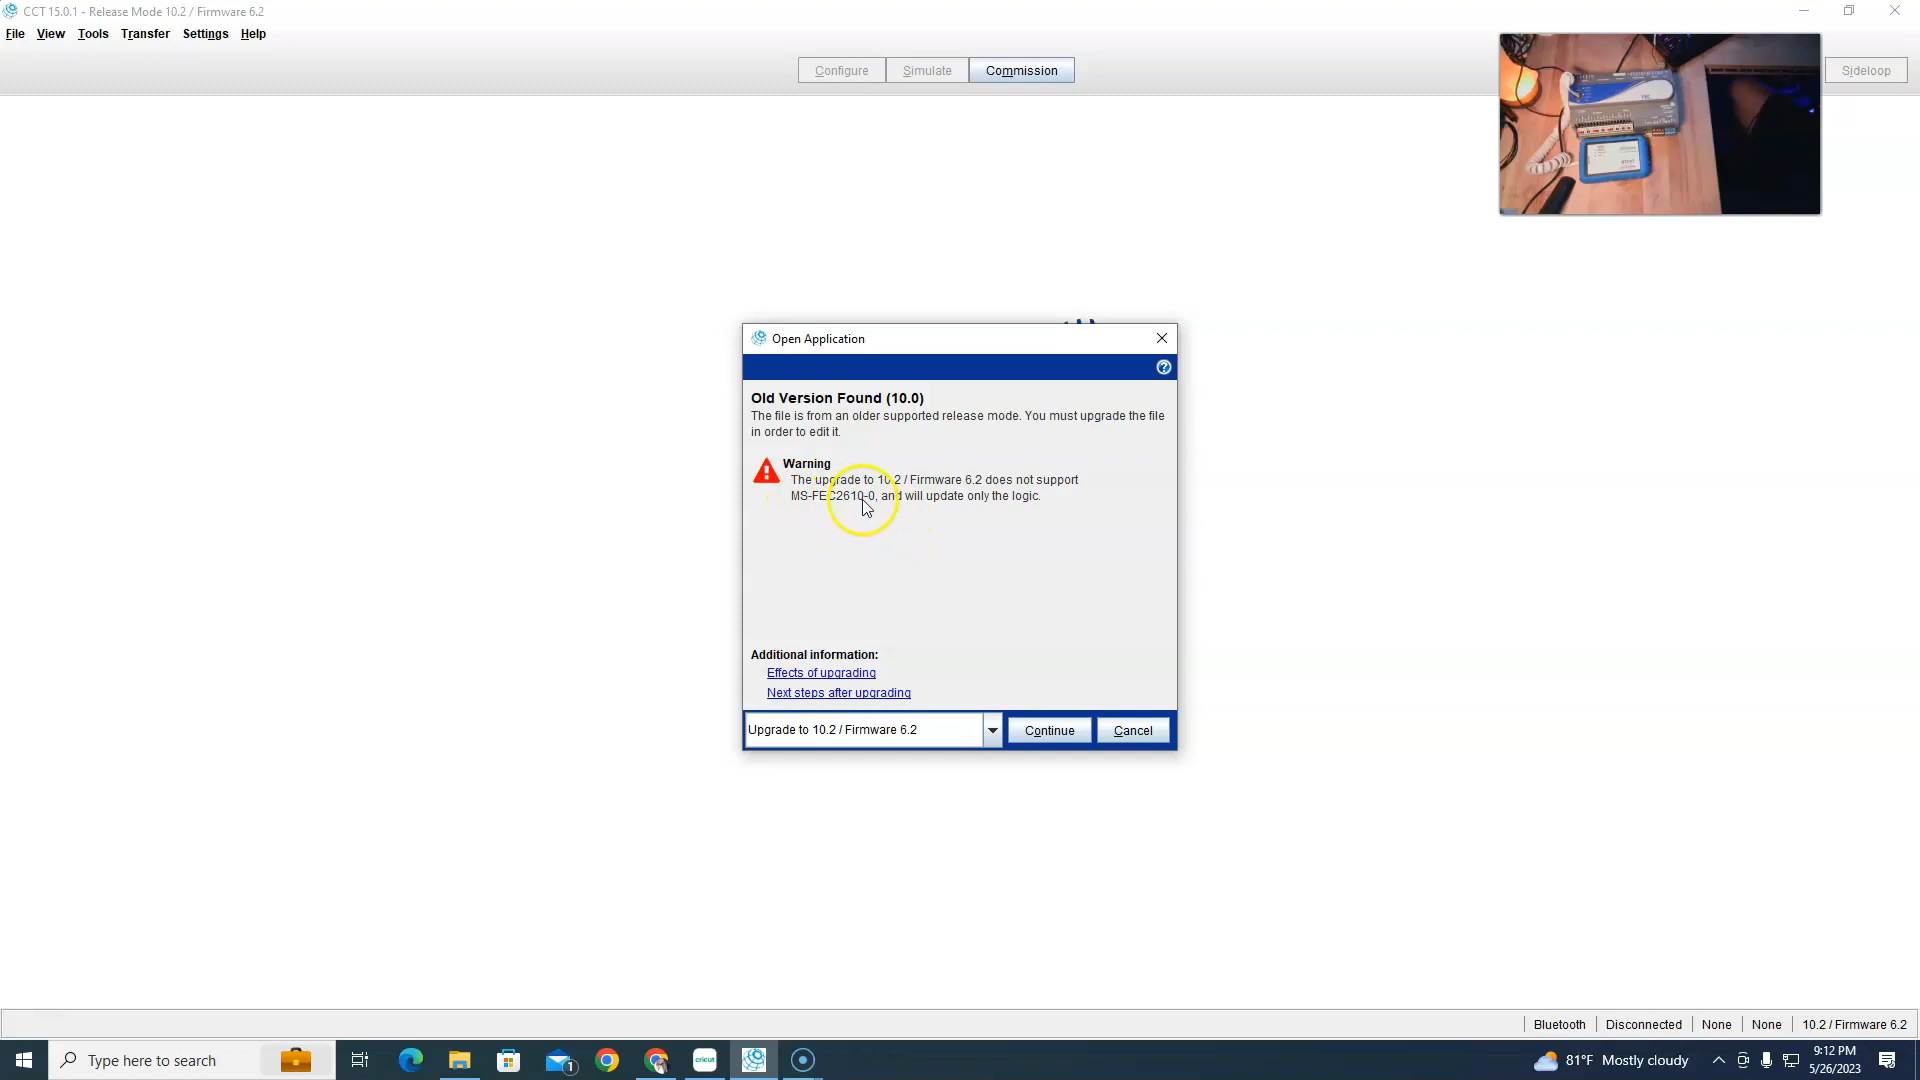 CCT 15.0.1 - Release Mode 10.2 / Firmware 6.2
File View Tools Transfer Settings Help
Configure Simulate Commission Sideloop
Open Application
Old Version Found (10.0)
The file is from an older supported release mode. You must upgrade the file
in order to edit it.
Warning
The upgrade to 10.2 / Firmware 6.2 does not support
MS-FEC2610-0, and will update only the logic.
Additional information:
Effects of upgrading
Next steps after upgrading
Upgrade to 10.2 / Firmware 6.2 Continue Cancel
Bluetooth Disconnected None None 10.2 / Firmware 6.2
Type here to search
1
cricut
81°F Mostly cloudy
9:12 PM
5/26/2023